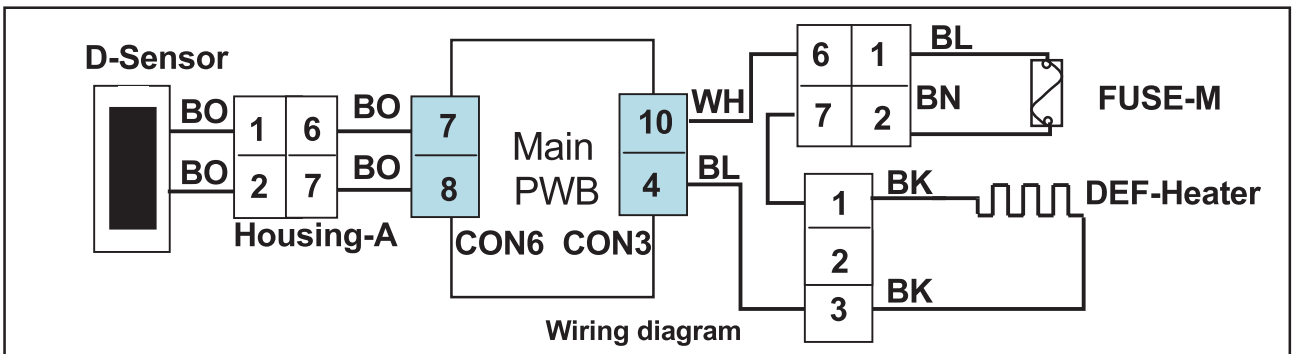 D-Sensor
BO
BO
1 6
2 7
Housing-A
BO
BO
7
8
CON6
Main
PWB
10
4
CON3
WH
BL
6 1
7 2
BL
BN
FUSE-M
1
2
3
BK
BK
DEF-Heater
Wiring diagram